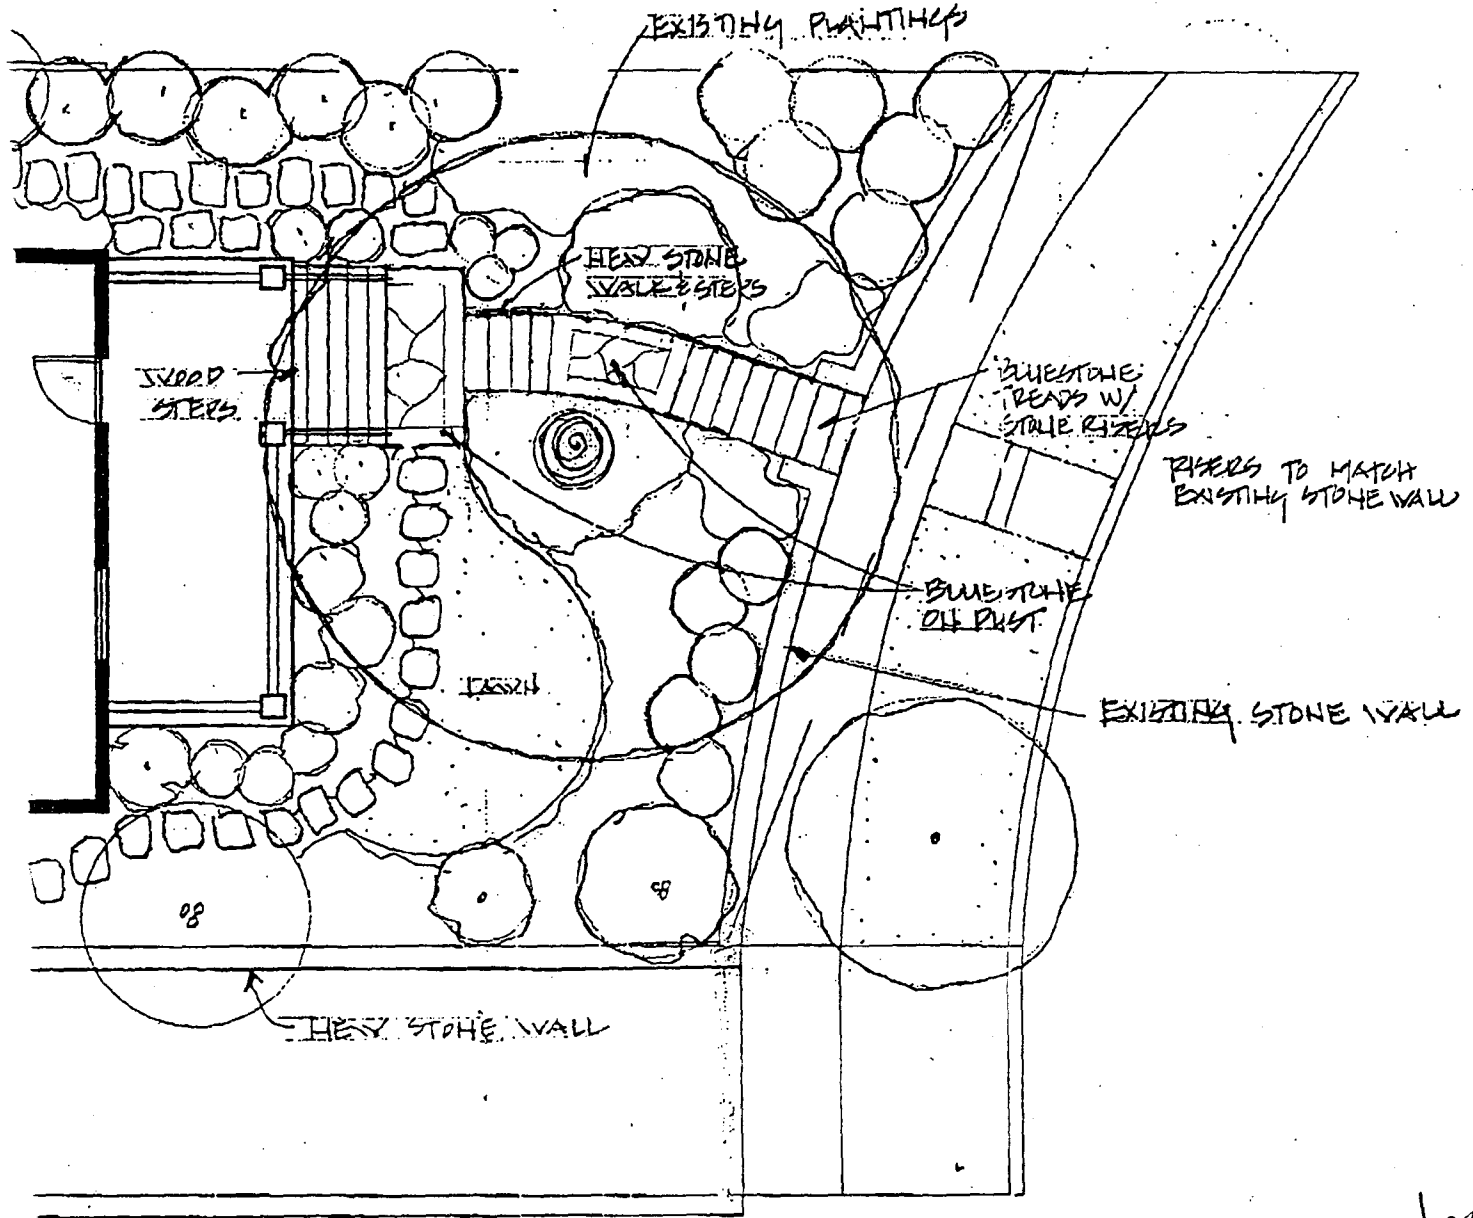 EXISTING PLANTINGS
NEW STONE
WALK & STEPS
WOOD
STEPS
BLUESTONE
TREADS W/
STONE RISERS
RISERS TO MATCH
EXISTING STONE WALL
BLUESTONE
ON DUST
LAWN
EXISTING STONE WALL
NEW STONE WALL